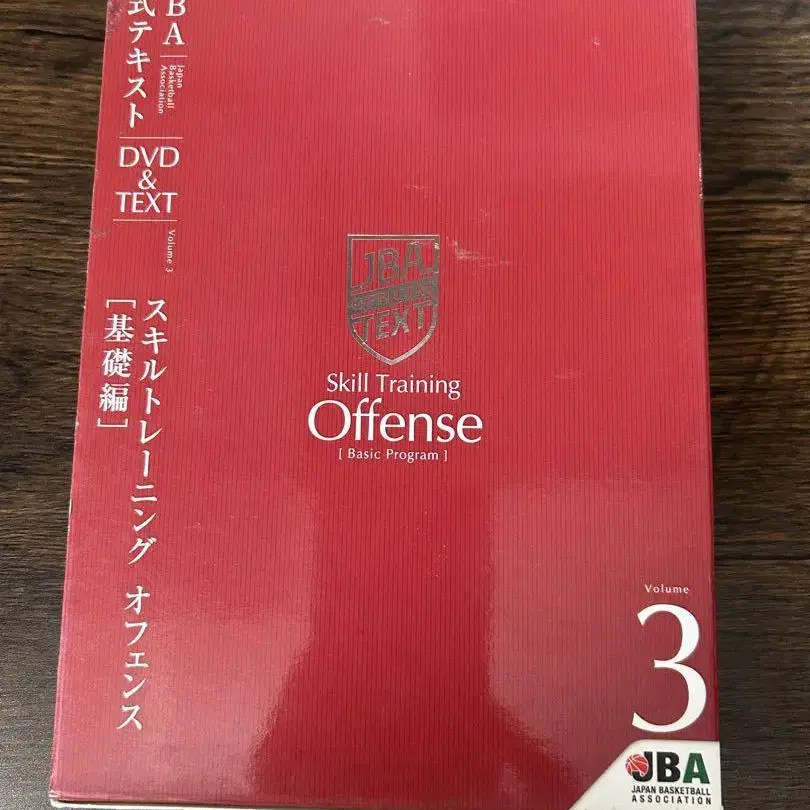 BA
Japan
Basketball
Association
式テキスト
DVD
&
TEXT
Volume 3
スキルトレーニング オフェンス
[基礎編]
JBA
TEXT
Skill Training
Offense
[ Basic Program ]
Volume
3
JBA
JAPAN BASKETBALL
ASSOCIATION